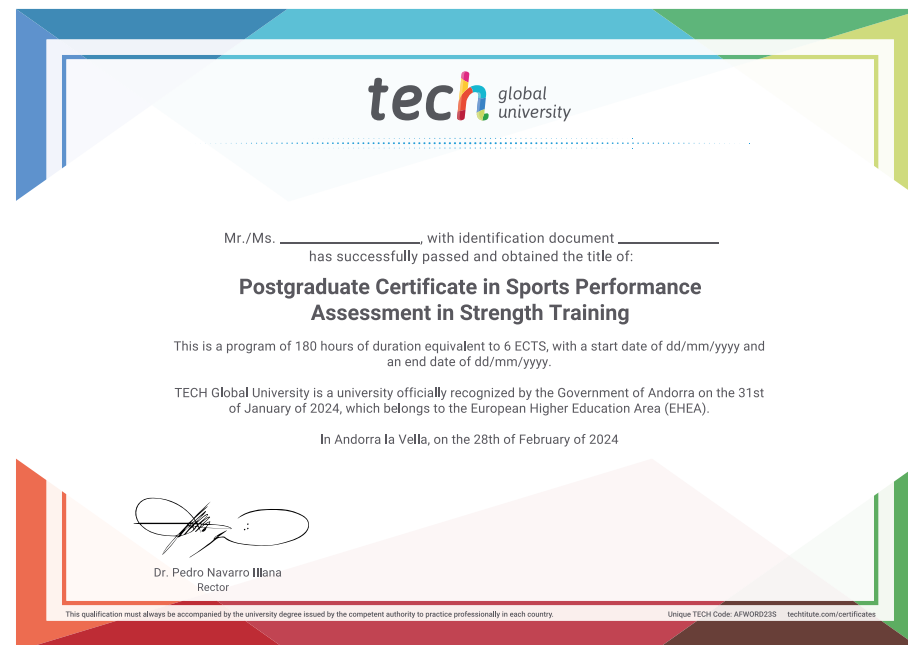 tech global
university
Mr./Ms. ____________, with identification document ____________
has successfully passed and obtained the title of:
Postgraduate Certificate in Sports Performance
Assessment in Strength Training
This is a program of 180 hours of duration equivalent to 6 ECTS, with a start date of dd/mm/yyyy and
an end date of dd/mm/yyyy.
TECH Global University is a university officially recognized by the Government of Andorra on the 31st
of January of 2024, which belongs to the European Higher Education Area (EHEA).
In Andorra la Vella, on the 28th of February of 2024
Dr. Pedro Navarro Illana
Rector
This qualification must always be accompanied by the university degree issued by the competent authority to practice professionally in each country.
Unique TECH Code: AFWORD23S techtitute.com/certificates